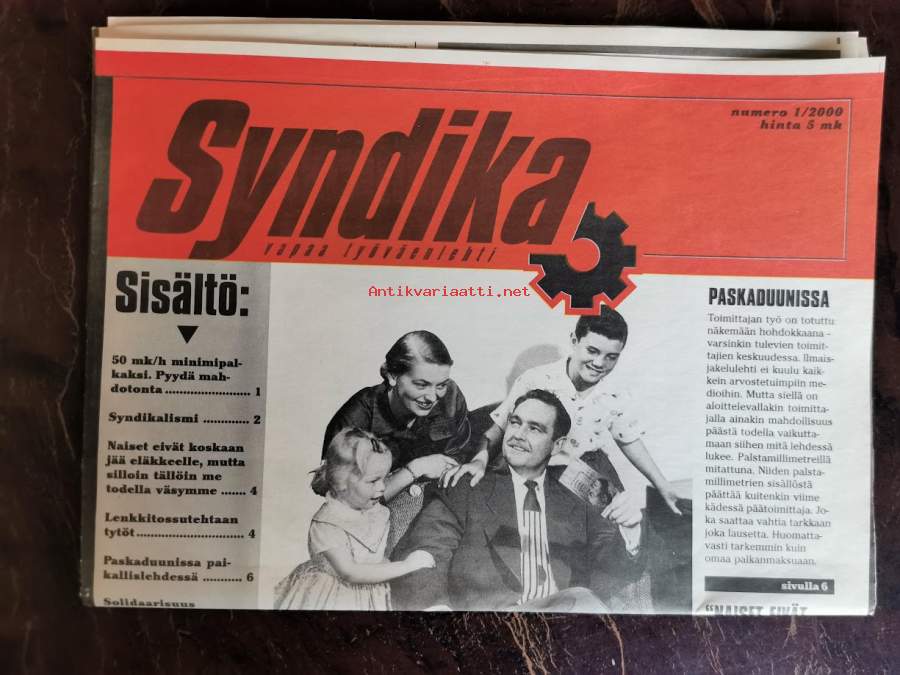 Syndika
vapaa työväenlehti
numero 1/2000
hinta 5 mk
Antikvariaatti.net
Sisältö:
50 mk/h minimipal-
kaksi. Pyydä mah-
dotonta ........................ 1
Syndikalismi ............. 2
Naiset eivät koskaan
jää eläkkeelle, mutta
silloin tällöin me
todella väsymme ....... 4
Lenkkitossutehtaan
tytöt ............................... 4
Paskaduunissa pai-
kallislehdessä ........... 6
Solidaarisuus
PASKADUUNISSA
Toimittajan työ on totuttu
näkemään hohdokkaana –
varsinkin tulevien toimit-
tajien keskuudessa. Ilmais-
jakelulehti ei kuulu kaik-
kein arvostetuimpiin me-
dioihin. Mutta siellä on
aloittelevallakin toimitta-
jalla ainakin mahdollisuus
päästä todella vaikutta-
maan siihen mitä lehdessä
lukee. Palstamillimetreillä
mitattuna. Niiden palsta-
millimetrien sisällöstä
päättää kuitenkin viime
kädessä päätoimittaja. Jo-
ka saattaa vahtia tarkkaan
joka lausetta. Huomatta-
vasti tarkemmin kuin
omaa palkanmaksuaan.
sivulla 6
“NAISET EIVÄT